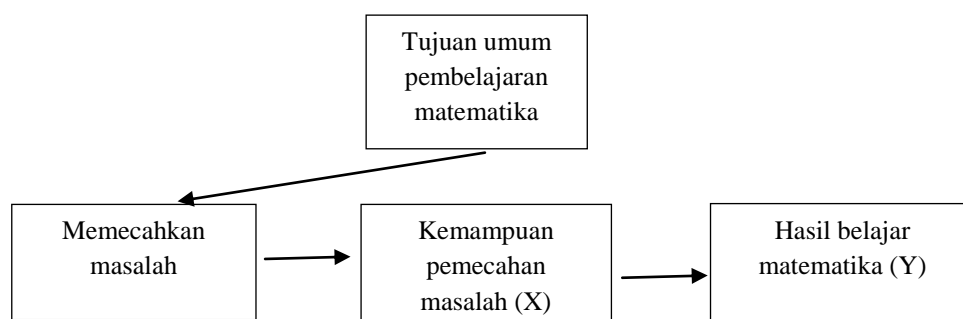 Tujuan umum
pembelajaran
matematika
Memecahkan
masalah
Kemampuan
pemecahan
masalah (X)
Hasil belajar
matematika (Y)